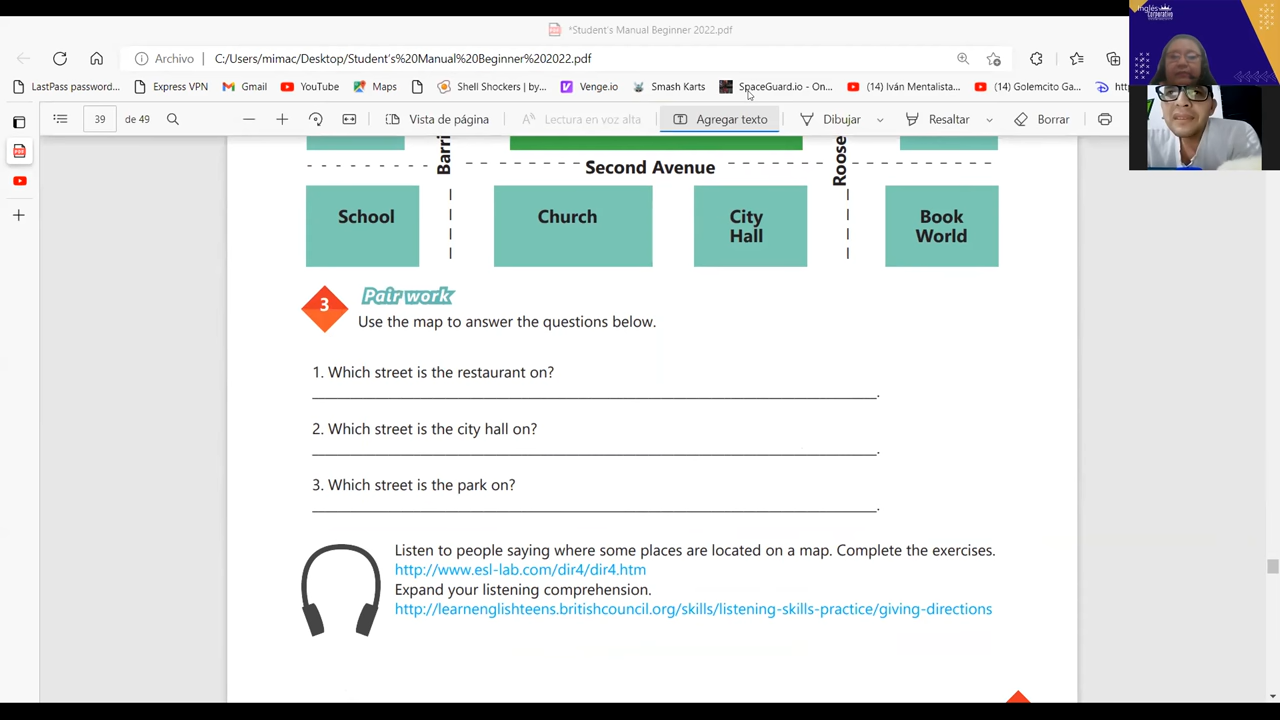 *Student's Manual Beginner 2022.pdf
Archivo C:/Users/mimac/Desktop/Student's%20Manual%20Beginner%202022.pdf
LastPass password... Express VPN Gmail YouTube Maps Shell Shockers | by... Venge.io Smash Karts SpaceGuard.io - On... (14) Iván Mentalista... (14) Golemcito Ga...
39 de 49 Vista de página Lectura en voz alta Agregar texto Dibujar Resaltar Borrar
Second Avenue
School
Church
City
Hall
Book
World
3
Pair work
Use the map to answer the questions below.
1. Which street is the restaurant on?
2. Which street is the city hall on?
3. Which street is the park on?
Listen to people saying where some places are located on a map. Complete the exercises.
http://www.esl-lab.com/dir4/dir4.htm
Expand your listening comprehension.
http://learnenglishteens.britishcouncil.org/skills/listening-skills-practice/giving-directions
Inglés
Corporativo